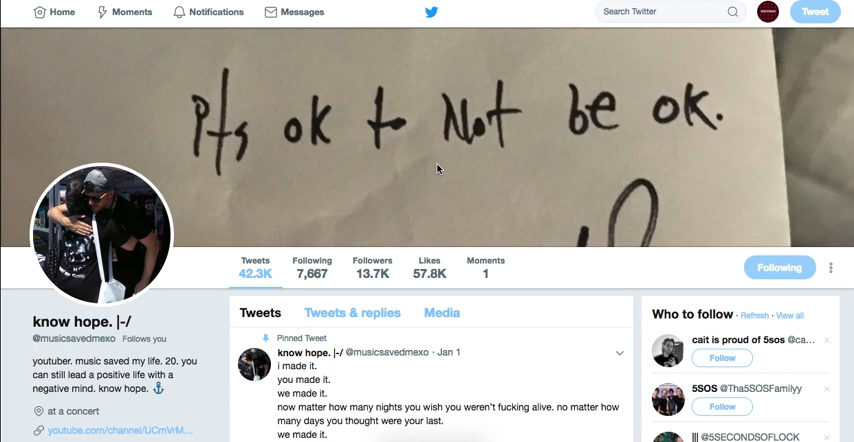 Home Moments Notifications Messages Search Twitter Tweet
Its ok to Not be ok.
Tweets Following Followers Likes Moments
42.3K 7,667 13.7K 57.8K 1
Following
know hope. |-/
@musicsavedmexo Follows you
youtuber. music saved my life. 20. you
can still lead a positive life with a
negative mind. know hope. ⚓
at a concert
youtube.com/channel/UCmVrM...
Tweets Tweets & replies Media
Pinned Tweet
know hope. |-/ @musicsavedmexo · Jan 1
i made it.
you made it.
we made it.
now matter how many nights you wish you weren't fucking alive. no matter how
many days you thought were your last.
we made it.
Who to follow · Refresh · View all
cait is proud of 5sos @ca...
Follow
5SOS @Tha5SOSFamilyy
Follow
||| @5SECONDSOFLOCK